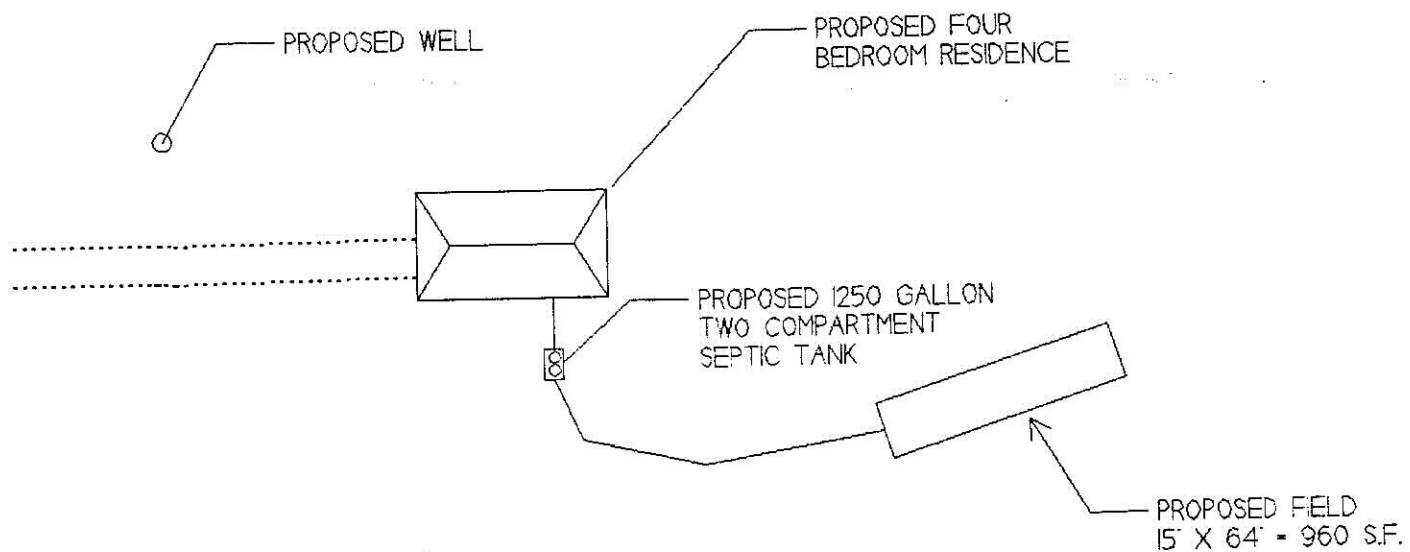 PROPOSED WELL
PROPOSED FOUR
BEDROOM RESIDENCE
PROPOSED 1250 GALLON
TWO COMPARTMENT
SEPTIC TANK
PROPOSED FIELD
15' X 64' = 960 S.F.